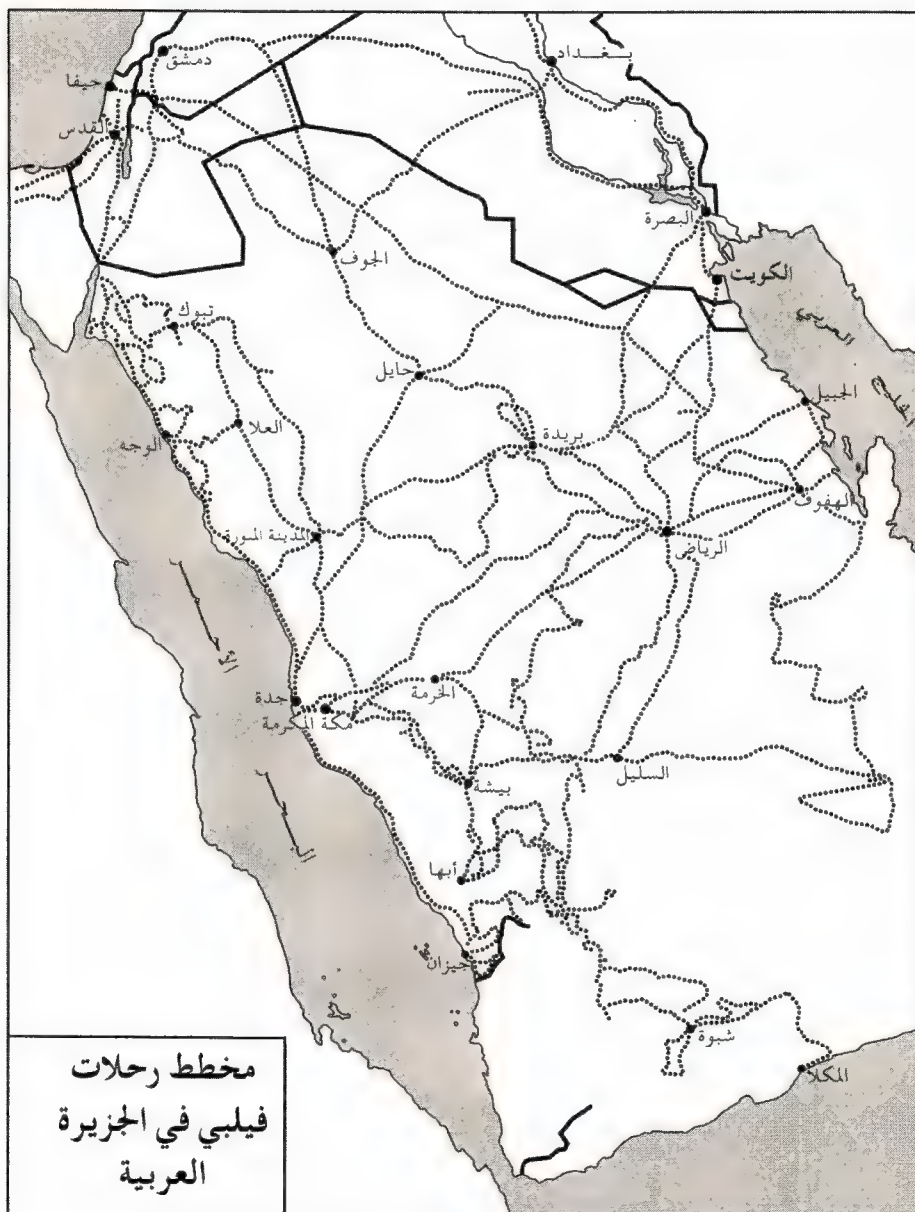 بغداد
دمشق
حيفا
القدس
البصرة
الكويت
الجوف
تبوك
حايل
الجبيل
العلا
الوجه
بريدة
الهفوف
المدينة المنورة
الرياض
الخرمة
جدة
مكة المكرمة
السليل
بيشة
أبها
جيزان
شبوة
المكلا
مخطط رحلات
فيلبي في الجزيرة
العربية